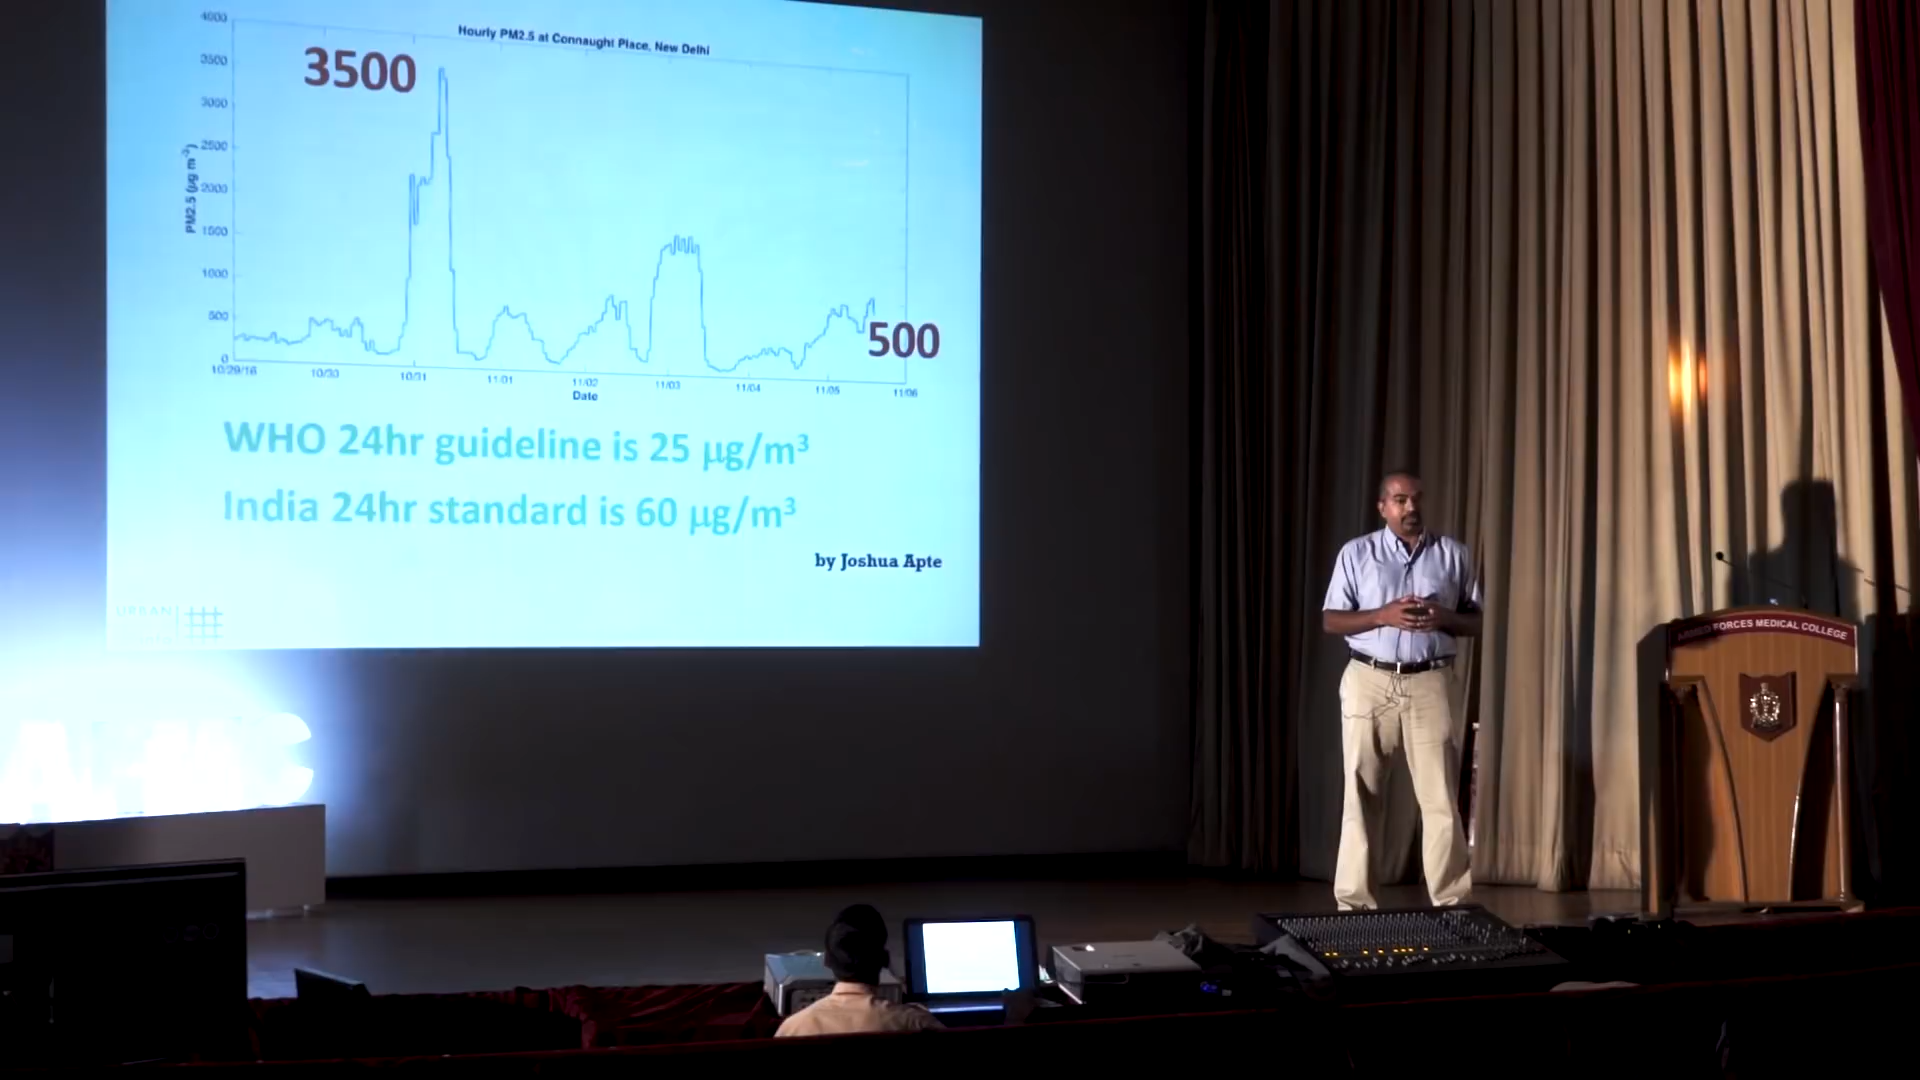 Hourly PM2.5 at Connaught Place, New Delhi
4000
3500
3500
3000
2500
2000
1500
1000
500
0
PM2.5 (µg m-3)
500
10/29/16 10/30 10/31 11/01 11/02 11/03 11/04 11/05 11/06
Date
WHO 24hr guideline is 25 µg/m³
India 24hr standard is 60 µg/m³
by Joshua Apte
URBAN
ARMED FORCES MEDICAL COLLEGE